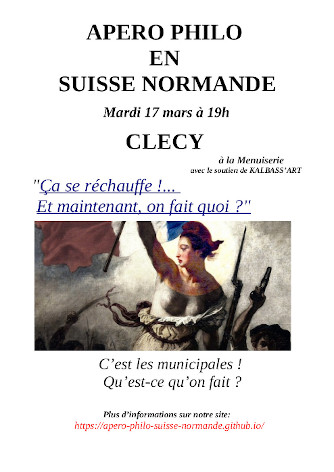 APERO PHILO
EN
SUISSE NORMANDE
Mardi 17 mars à 19h
CLECY
à la Menuiserie
avec le soutien de KALBASS'ART
"Ça se réchauffe !...
Et maintenant, on fait quoi ?"
C'est les municipales !
Qu'est-ce qu'on fait ?
Plus d'informations sur notre site:
https://apero-philo-suisse-normande.github.io/